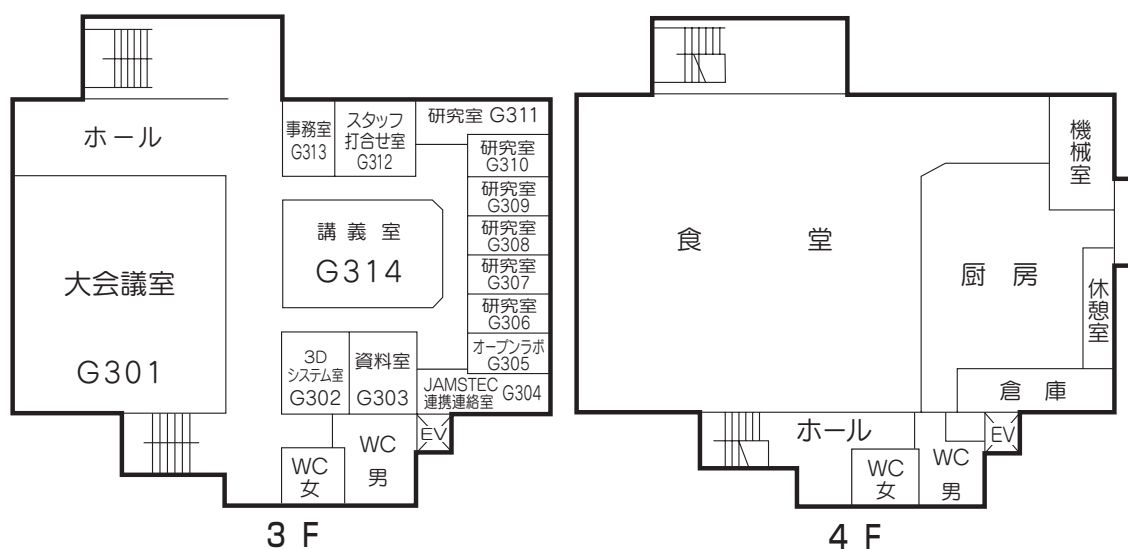 ホール
事務室
G313
スタッフ
打合せ室
G312
研究室 G311
研究室
G310
研究室
G309
研究室
G308
研究室
G307
研究室
G306
オープンラボ
G305
JAMSTEC
連携連絡室
G304
講義室
G314
大会議室
G301
3D
システム室
G302
資料室
G303
EV
WC
女
WC
男
3 F
機械室
食堂
厨房
休憩室
倉庫
ホール
EV
WC
女
WC
男
4 F